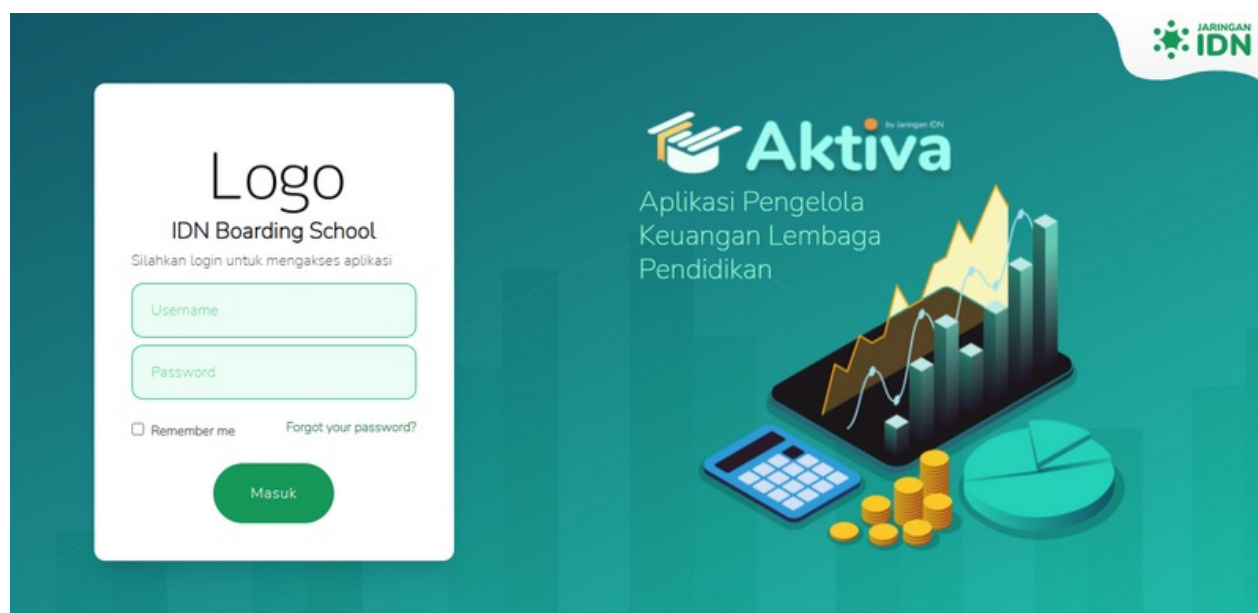 JARINGAN
IDN
by Jaringan IDN
Aktiva
Aplikasi Pengelola
Keuangan Lembaga
Pendidikan
Logo
IDN Boarding School
Silahkan login untuk mengakses aplikasi
Username
Password
Remember me
Forgot your password?
Masuk